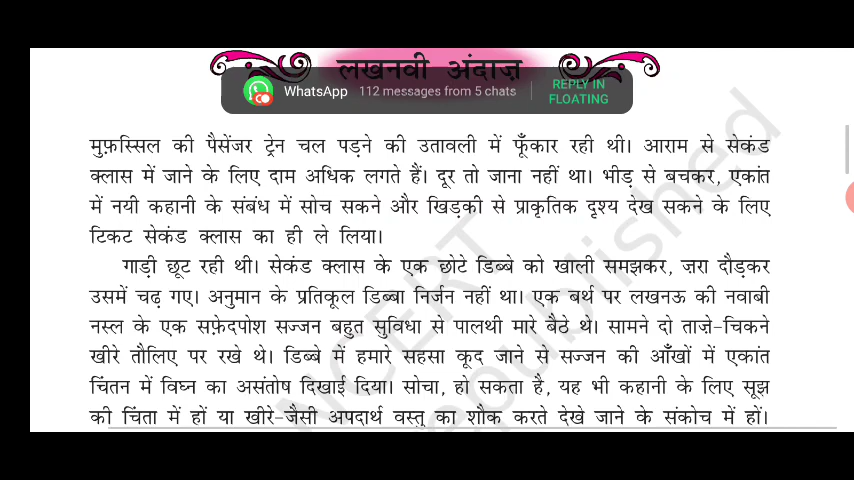 लखनवी अंदाज़
WhatsApp 112 messages from 5 chats REPLY IN FLOATING
मुफ़स्सिल की पैसेंजर ट्रेन चल पड़ने की उतावली में फूँकार रही थी। आराम से सेकंड
क्लास में जाने के लिए दाम अधिक लगते हैं। दूर तो जाना नहीं था। भीड़ से बचकर, एकांत
में नयी कहानी के संबंध में सोच सकने और खिड़की से प्राकृतिक दृश्य देख सकने के लिए
टिकट सेकंड क्लास का ही ले लिया।
गाड़ी छूट रही थी। सेकंड क्लास के एक छोटे डिब्बे को खाली समझकर, ज़रा दौड़कर
उसमें चढ़ गए। अनुमान के प्रतिकूल डिब्बा निर्जन नहीं था। एक बर्थ पर लखनऊ की नवाबी
नस्ल के एक सफ़ेदपोश सज्जन बहुत सुविधा से पालथी मारे बैठे थे। सामने दो ताज़े-चिकने
खीरे तौलिए पर रखे थे। डिब्बे में हमारे सहसा कूद जाने से सज्जन की आँखों में एकांत
चिंतन में विघ्न का असंतोष दिखाई दिया। सोचा, हो सकता है, यह भी कहानी के लिए सूझ
की चिंता में हों या खीरे-जैसी अपदार्थ वस्तु का शौक करते देखे जाने के संकोच में हों।
NCERT
republished